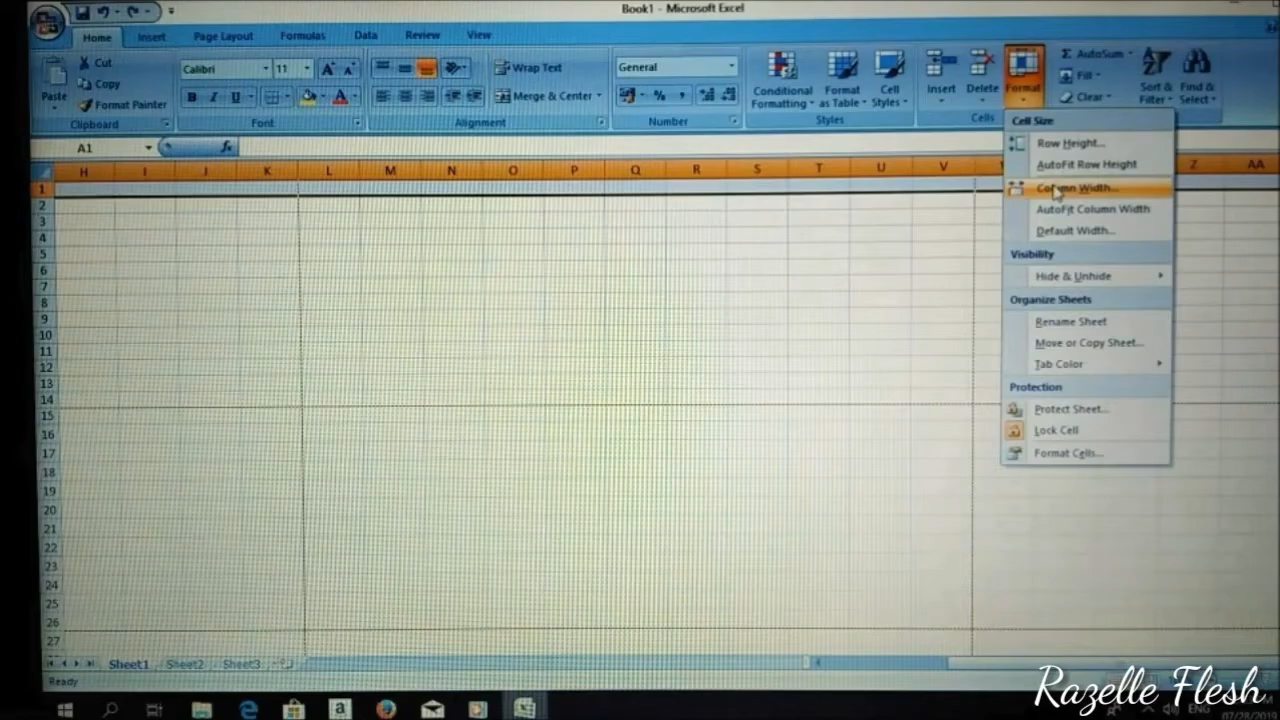 Book1 - Microsoft Excel
Home Insert Page Layout Formulas Data Review View
Cut
Copy
Format Painter
Paste
Clipboard
Calibri 11
B I U A
Font
Wrap Text
Merge & Center
Alignment
General
% ,
Number
Conditional Formatting
Format as Table
Cell Styles
Styles
Insert Delete Format
Cells
Σ AutoSum
Fill
Clear
Sort & Filter
Find & Select
A1 fx
Cell Size
Row Height...
AutoFit Row Height
Column Width...
AutoFit Column Width
Default Width...
Visibility
Hide & Unhide
Organize Sheets
Rename Sheet
Move or Copy Sheet...
Tab Color
Protection
Protect Sheet...
Lock Cell
Format Cells...
H I J K L M N O P Q R S T U V Z AA
1
2
3
4
5
6
7
8
9
10
11
12
13
14
15
16
17
18
19
20
21
22
23
24
25
26
27
Sheet1 Sheet2 Sheet3
Ready
Razelle Flesh